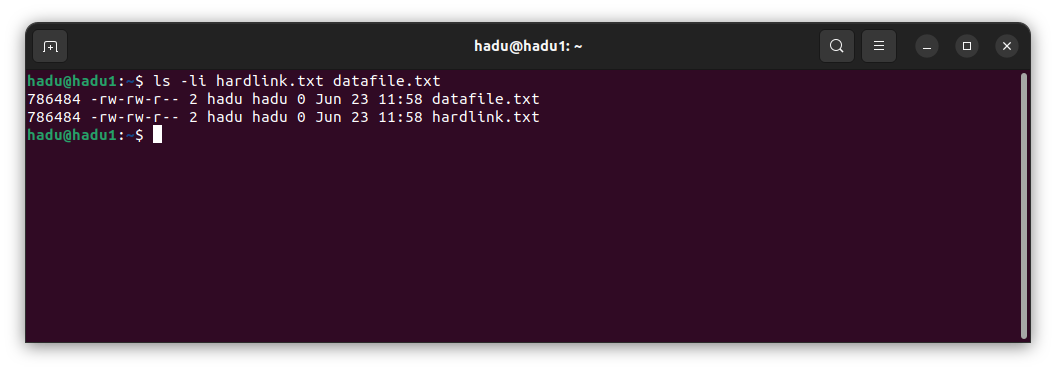 hadu@hadu1: ~
hadu@hadu1:~$ ls -li hardlink.txt datafile.txt
786484 -rw-rw-r-- 2 hadu hadu 0 Jun 23 11:58 datafile.txt
786484 -rw-rw-r-- 2 hadu hadu 0 Jun 23 11:58 hardlink.txt
hadu@hadu1:~$